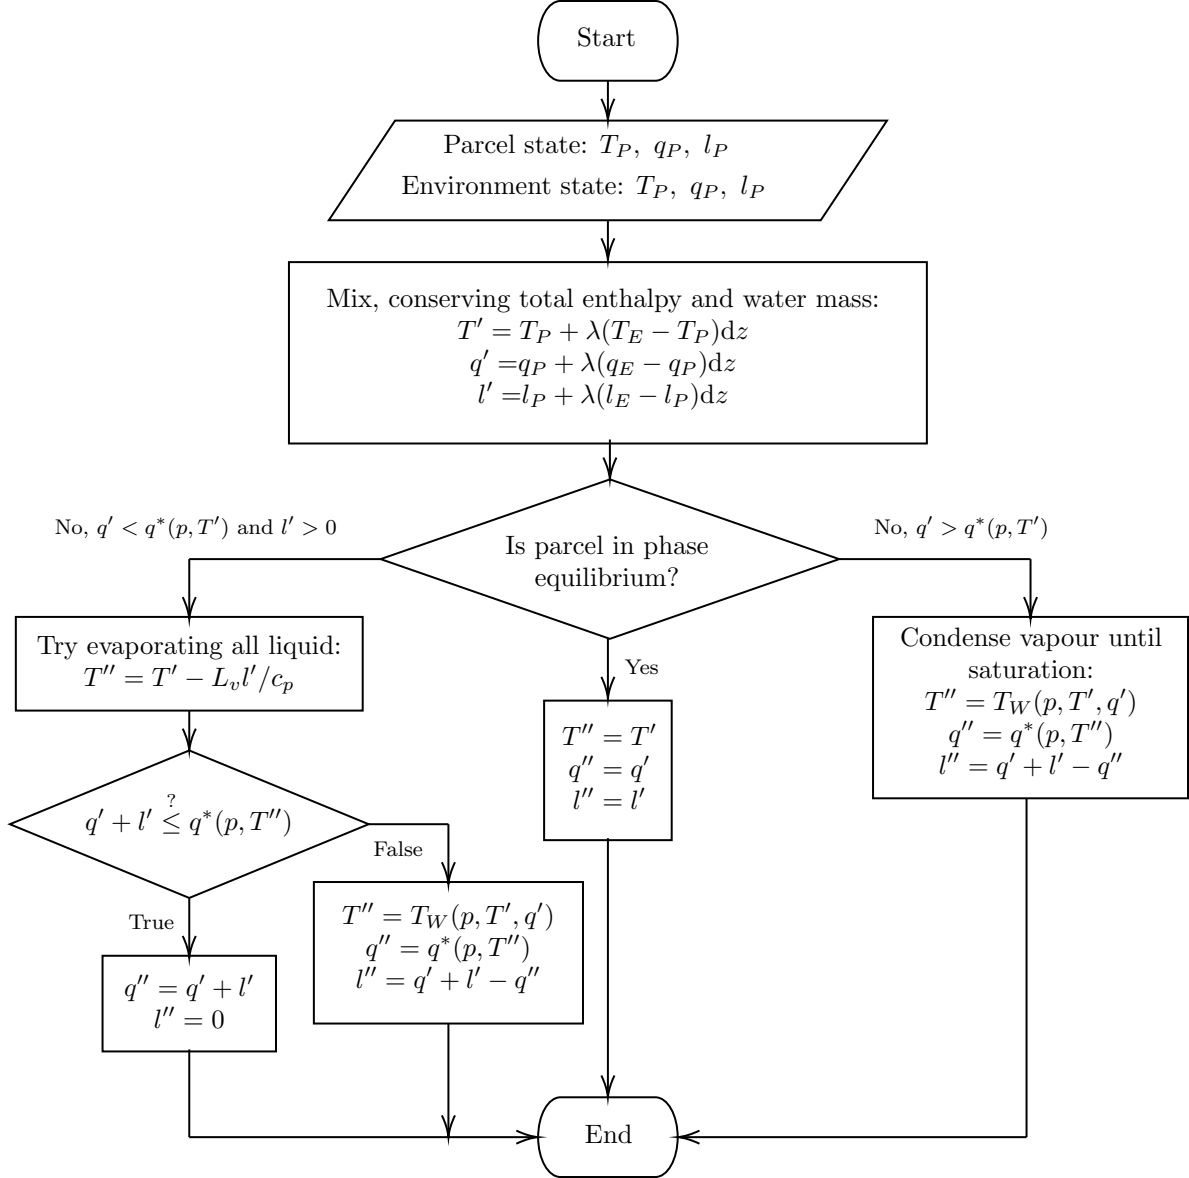 Start
Parcel state: T_P, q_P, l_P
Environment state: T_P, q_P, l_P
Mix, conserving total enthalpy and water mass:
T′ = T_P + λ(T_E − T_P)dz
q′ =q_P + λ(q_E − q_P)dz
l′ =l_P + λ(l_E − l_P)dz
No, q′ < q*(p, T′) and l′ > 0
Is parcel in phase
equilibrium?
No, q′ > q*(p, T′)
Try evaporating all liquid:
T′′ = T′ − L_v l′/c_p
Yes
Condense vapour until
saturation:
T′′ = T_W(p, T′, q′)
q′′ = q*(p, T′′)
l′′ = q′ + l′ − q′′
T′′ = T′
q′′ = q′
l′′ = l′
?
q′ + l′ ≤ q*(p, T′′)
False
True
T′′ = T_W(p, T′, q′)
q′′ = q*(p, T′′)
l′′ = q′ + l′ − q′′
q′′ = q′ + l′
l′′ = 0
End